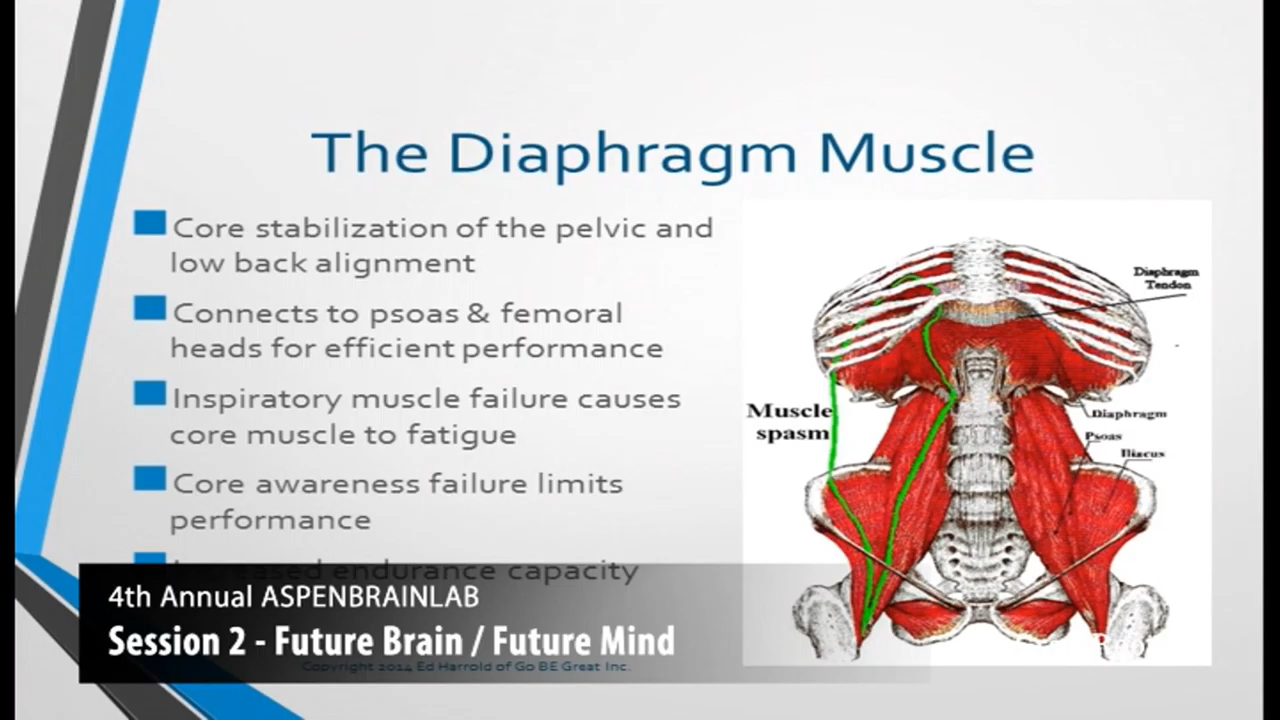 The Diaphragm Muscle
Core stabilization of the pelvic and
low back alignment
Connects to psoas & femoral
heads for efficient performance
Inspiratory muscle failure causes
core muscle to fatigue
Core awareness failure limits
performance
endurance capacity
Diaphragm
Tendon
Muscle
spasm
Diaphragm
Psoas
Iliacus
4th Annual ASPENBRAINLAB
Session 2 - Future Brain / Future Mind
Copyright 2014 Ed Harrold of Go BE Great Inc.